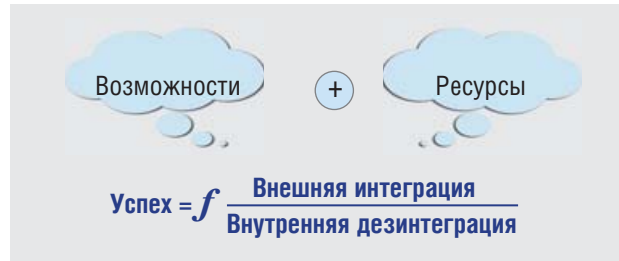 Возможности + Ресурсы
Успех = f Внешняя интеграция
Внутренняя дезинтеграция